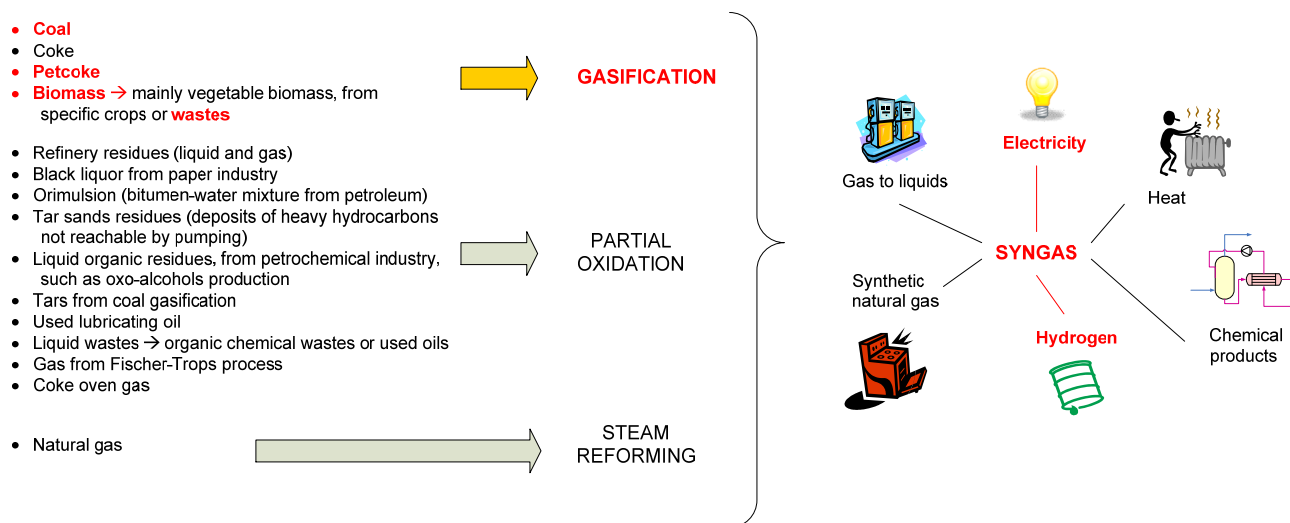 • Coal
• Coke
• Petcoke
• Biomass → mainly vegetable biomass, from
specific crops or wastes
GASIFICATION
• Refinery residues (liquid and gas)
• Black liquor from paper industry
• Orimulsion (bitumen-water mixture from petroleum)
• Tar sands residues (deposits of heavy hydrocarbons
not reachable by pumping)
• Liquid organic residues, from petrochemical industry,
such as oxo-alcohols production
• Tars from coal gasification
• Used lubricating oil
• Liquid wastes → organic chemical wastes or used oils
• Gas from Fischer-Trops process
• Coke oven gas
PARTIAL
OXIDATION
• Natural gas
STEAM
REFORMING
Gas to liquids
Electricity
Heat
SYNGAS
Synthetic
natural gas
Hydrogen
Chemical
products